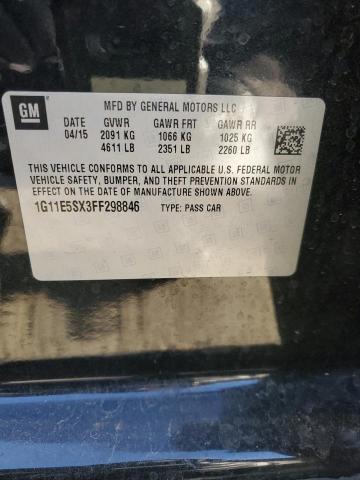 GM
MFD BY GENERAL MOTORS LLC
DATE GVWR GAWR FRT GAWR RR
04/15 2091 KG 1066 KG 1025 KG
4611 LB 2351 LB 2260 LB
THIS VEHICLE CONFORMS TO ALL APPLICABLE U.S. FEDERAL MOTOR
VEHICLE SAFETY, BUMPER, AND THEFT PREVENTION STANDARDS IN
EFFECT ON THE DATE OF MANUFACTURE SHOWN ABOVE.
1G11E5SX3FF298846 TYPE: PASS CAR